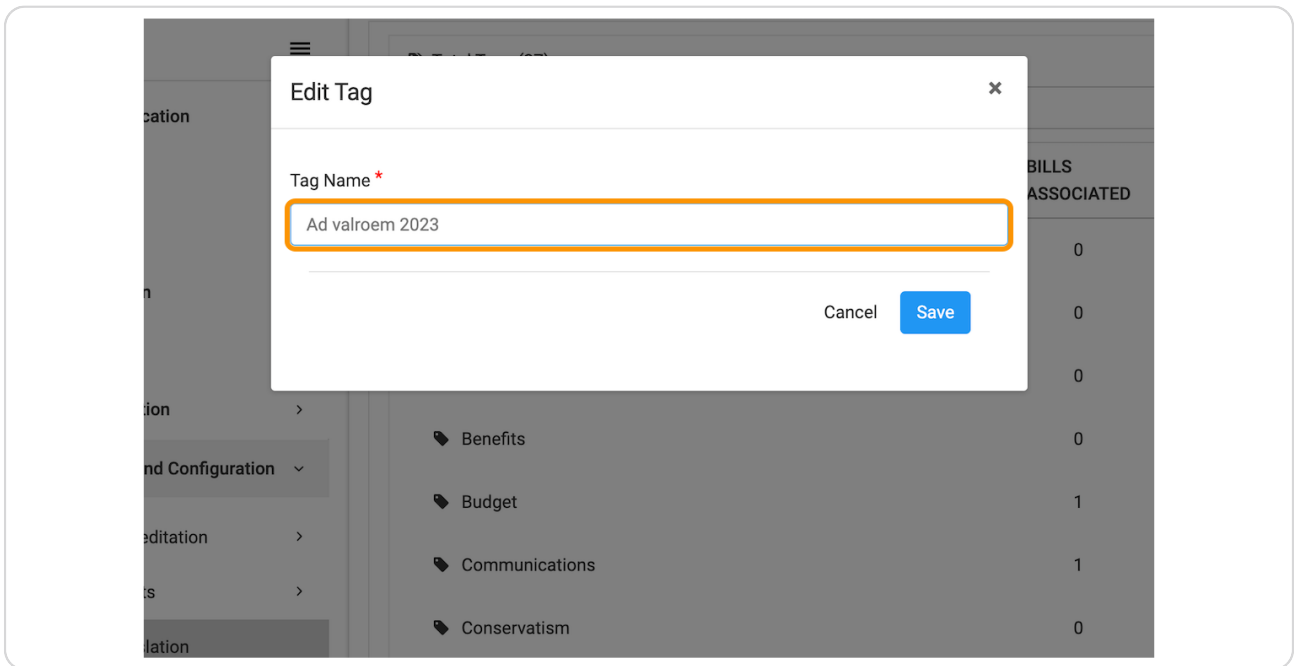 Edit Tag
×
Tag Name *
Ad valroem 2023
Cancel
Save
cation
n
tion
nd Configuration
editation
ts
lation
BILLS
ASSOCIATED
0
0
0
Benefits 0
Budget 1
Communications 1
Conservatism 0